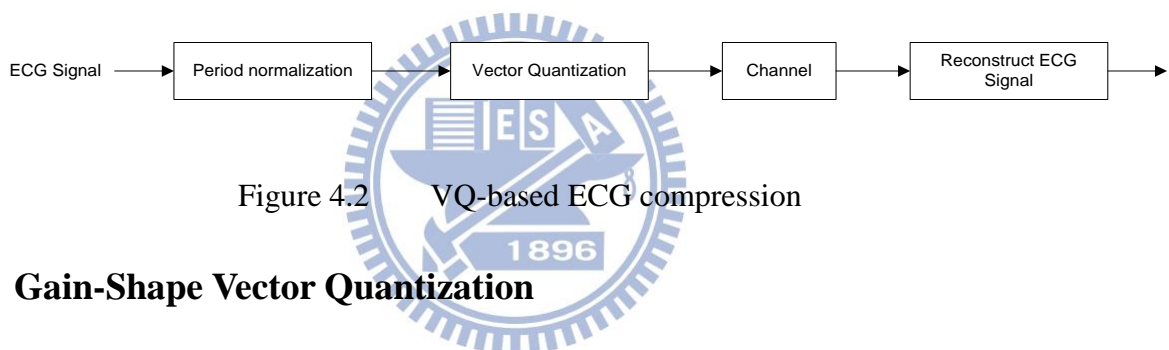 ECG Signal
Period normalization
Vector Quantization
Channel
Reconstruct ECG
Signal
ES A
Figure 4.2 VQ-based ECG compression
1896
Gain-Shape Vector Quantization